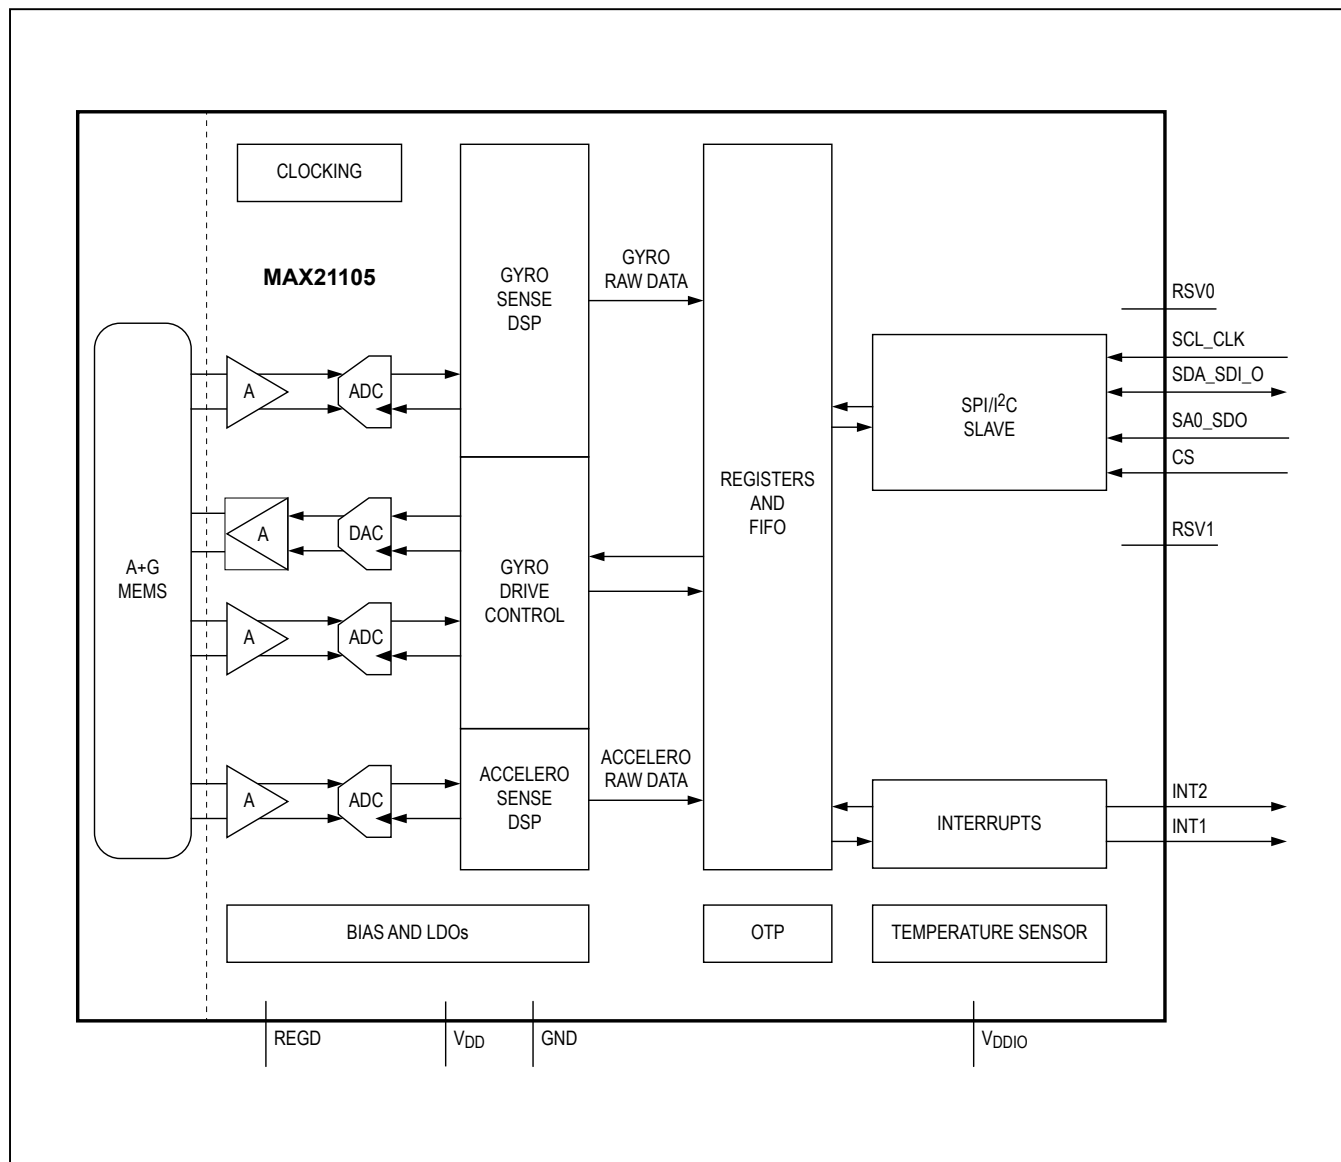 CLOCKING
MAX21105
GYRO
SENSE
DSP
GYRO
RAW DATA
RSV0
SCL_CLK
SDA_SDI_O
SA0_SDO
CS
RSV1
SPI/I²C
SLAVE
A
ADC
A
DAC
A
ADC
A
ADC
A+G
MEMS
GYRO
DRIVE
CONTROL
REGISTERS
AND
FIFO
ACCELERO
SENSE
DSP
ACCELERO
RAW DATA
INTERRUPTS
INT2
INT1
BIAS AND LDOs
OTP
TEMPERATURE SENSOR
REGD
VDD
GND
VDDIO